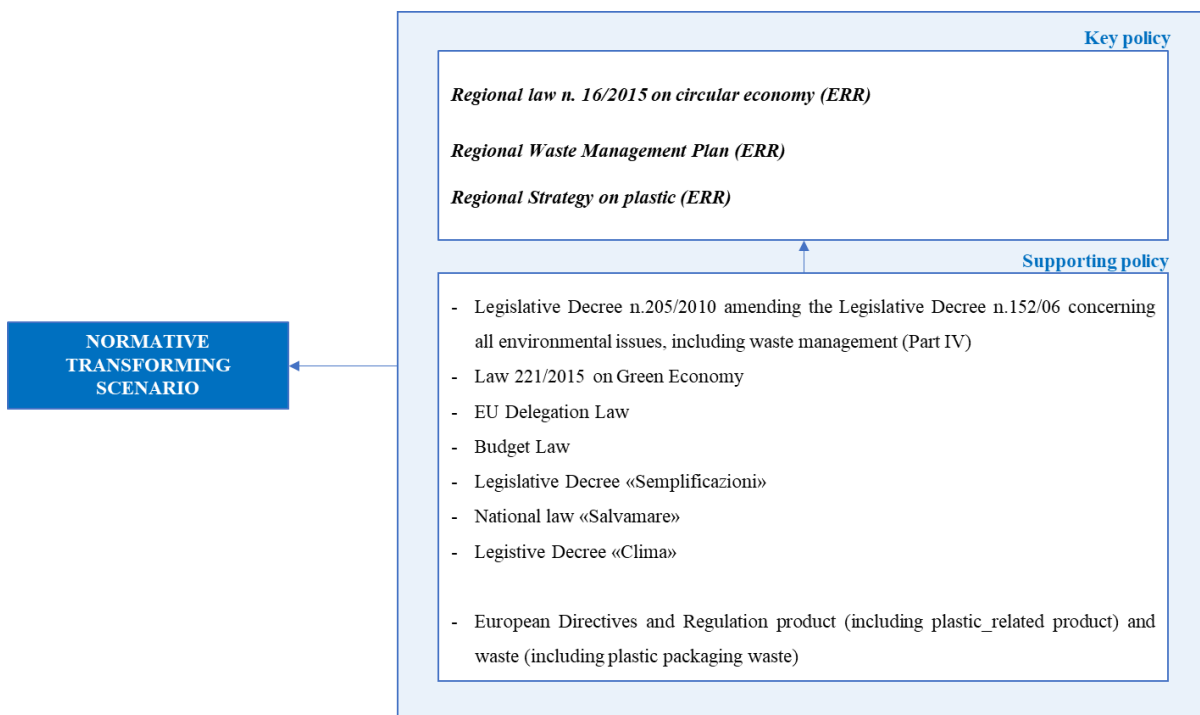 Key policy
Regional law n. 16/2015 on circular economy (ERR)
Regional Waste Management Plan (ERR)
Regional Strategy on plastic (ERR)
Supporting policy
- Legislative Decree n.205/2010 amending the Legislative Decree n.152/06 concerning
all environmental issues, including waste management (Part IV)
- Law 221/2015 on Green Economy
- EU Delegation Law
- Budget Law
- Legislative Decree «Semplificazioni»
- National law «Salvamare»
- Legistive Decree «Clima»
- European Directives and Regulation product (including plastic_related product) and
waste (including plastic packaging waste)
NORMATIVE
TRANSFORMING
SCENARIO